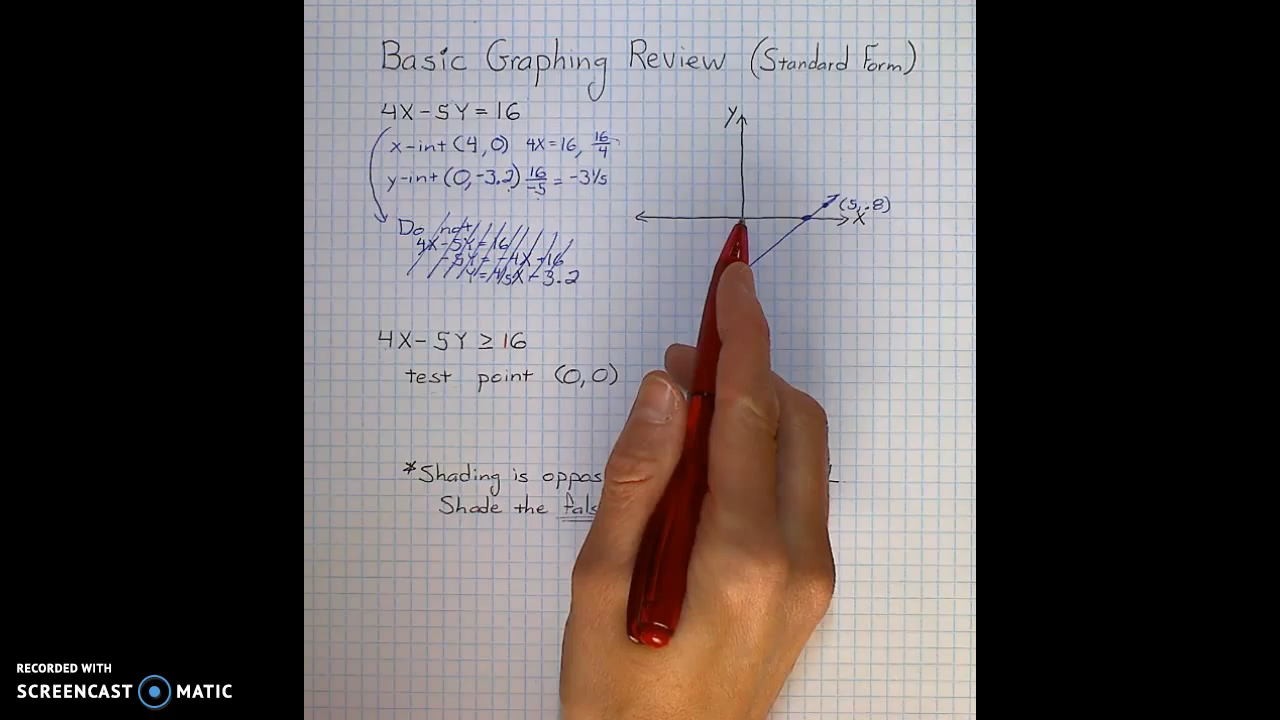 Basic Graphing Review (Standard Form)
4X - 5Y = 16
x-int (4, 0) 4X = 16, 16/4
y-int (0, -3.2) 16/-5 = -3 1/5
Do not
4X - 5Y = 16
-5Y = -4X + 16
Y = 4/5X - 3.2
y
(5, .8)
X
4X - 5Y ≥ 16
test point (0, 0)
*Shading is oppos
Shade the fals
RECORDED WITH
SCREENCAST MATIC